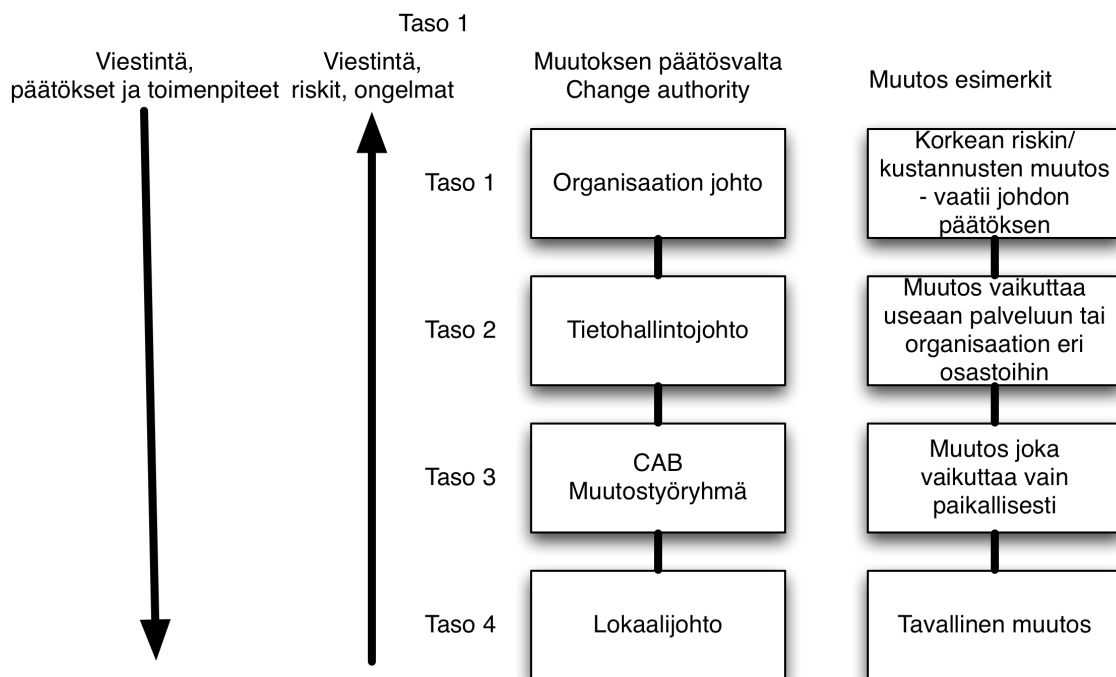 Taso 1
Viestintä,
päätökset ja toimenpiteet
Viestintä,
riskit, ongelmat
Muutoksen päätösvalta
Change authority
Muutos esimerkit
Taso 1
Organisaation johto
Korkean riskin/
kustannusten muutos
- vaatii johdon
päätöksen
Taso 2
Tietohallintojohto
Muutos vaikuttaa
useaan palveluun tai
organisaation eri
osastoihin
Taso 3
CAB
Muutostyöryhmä
Muutos joka
vaikuttaa vain
paikallisesti
Taso 4
Lokaalijohto
Tavallinen muutos